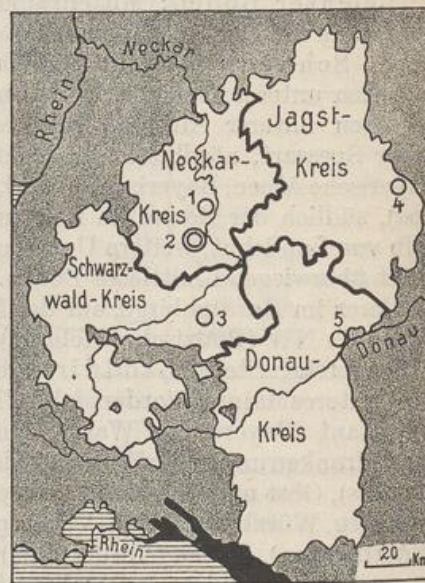 Neckar
Rhein
Jagst-
Kreis
Neckar-
Kreis
1
2
4
Schwarz-
wald-Kreis
3
5
Donau-
Donau
Kreis
Rhein
20 Km